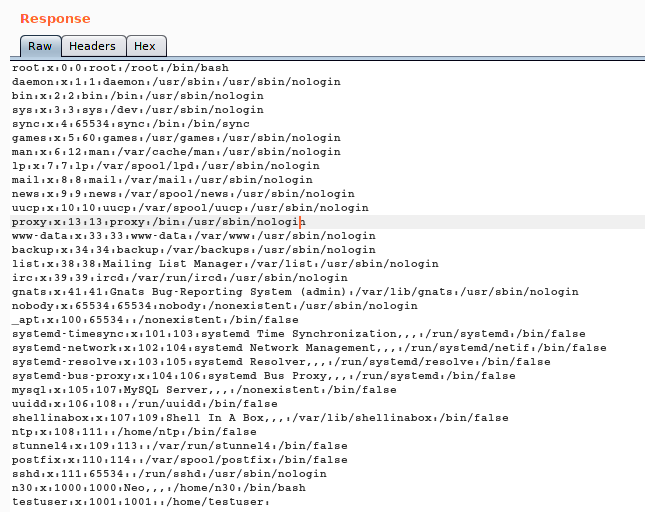 Response
Raw
Headers
Hex
root:x:0:0:root:/root:/bin/bash
daemon:x:1:1:daemon:/usr/sbin:/usr/sbin/nologin
bin:x:2:2:bin:/bin:/usr/sbin/nologin
sys:x:3:3:sys:/dev:/usr/sbin/nologin
sync:x:4:65534:sync:/bin:/bin/sync
games:x:5:60:games:/usr/games:/usr/sbin/nologin
man:x:6:12:man:/var/cache/man:/usr/sbin/nologin
lp:x:7:7:lp:/var/spool/lpd:/usr/sbin/nologin
mail:x:8:8:mail:/var/mail:/usr/sbin/nologin
news:x:9:9:news:/var/spool/news:/usr/sbin/nologin
uucp:x:10:10:uucp:/var/spool/uucp:/usr/sbin/nologin
proxy:x:13:13:proxy:/bin:/usr/sbin/nologin
www-data:x:33:33:www-data:/var/www:/usr/sbin/nologin
backup:x:34:34:backup:/var/backups:/usr/sbin/nologin
list:x:38:38:Mailing List Manager:/var/list:/usr/sbin/nologin
irc:x:39:39:ircd:/var/run/ircd:/usr/sbin/nologin
gnats:x:41:41:Gnats Bug-Reporting System (admin):/var/lib/gnats:/usr/sbin/nologin
nobody:x:65534:65534:nobody:/nonexistent:/usr/sbin/nologin
_apt:x:100:65534::/nonexistent:/bin/false
systemd-timesync:x:101:103:systemd Time Synchronization,,,:/run/systemd:/bin/false
systemd-network:x:102:104:systemd Network Management,,,:/run/systemd/netif:/bin/false
systemd-resolve:x:103:105:systemd Resolver,,,:/run/systemd/resolve:/bin/false
systemd-bus-proxy:x:104:106:systemd Bus Proxy,,,:/run/systemd:/bin/false
mysql:x:105:107:MySQL Server,,,:/nonexistent:/bin/false
uuidd:x:106:108::/run/uuidd:/bin/false
shellinabox:x:107:109:Shell In A Box,,,:/var/lib/shellinabox:/bin/false
ntp:x:108:111::/home/ntp:/bin/false
stunnel4:x:109:113::/var/run/stunnel4:/bin/false
postfix:x:110:114::/var/spool/postfix:/bin/false
sshd:x:111:65534::/run/sshd:/usr/sbin/nologin
n30:x:1000:1000:Neo,,,:/home/n30:/bin/bash
testuser:x:1001:1001::/home/testuser: